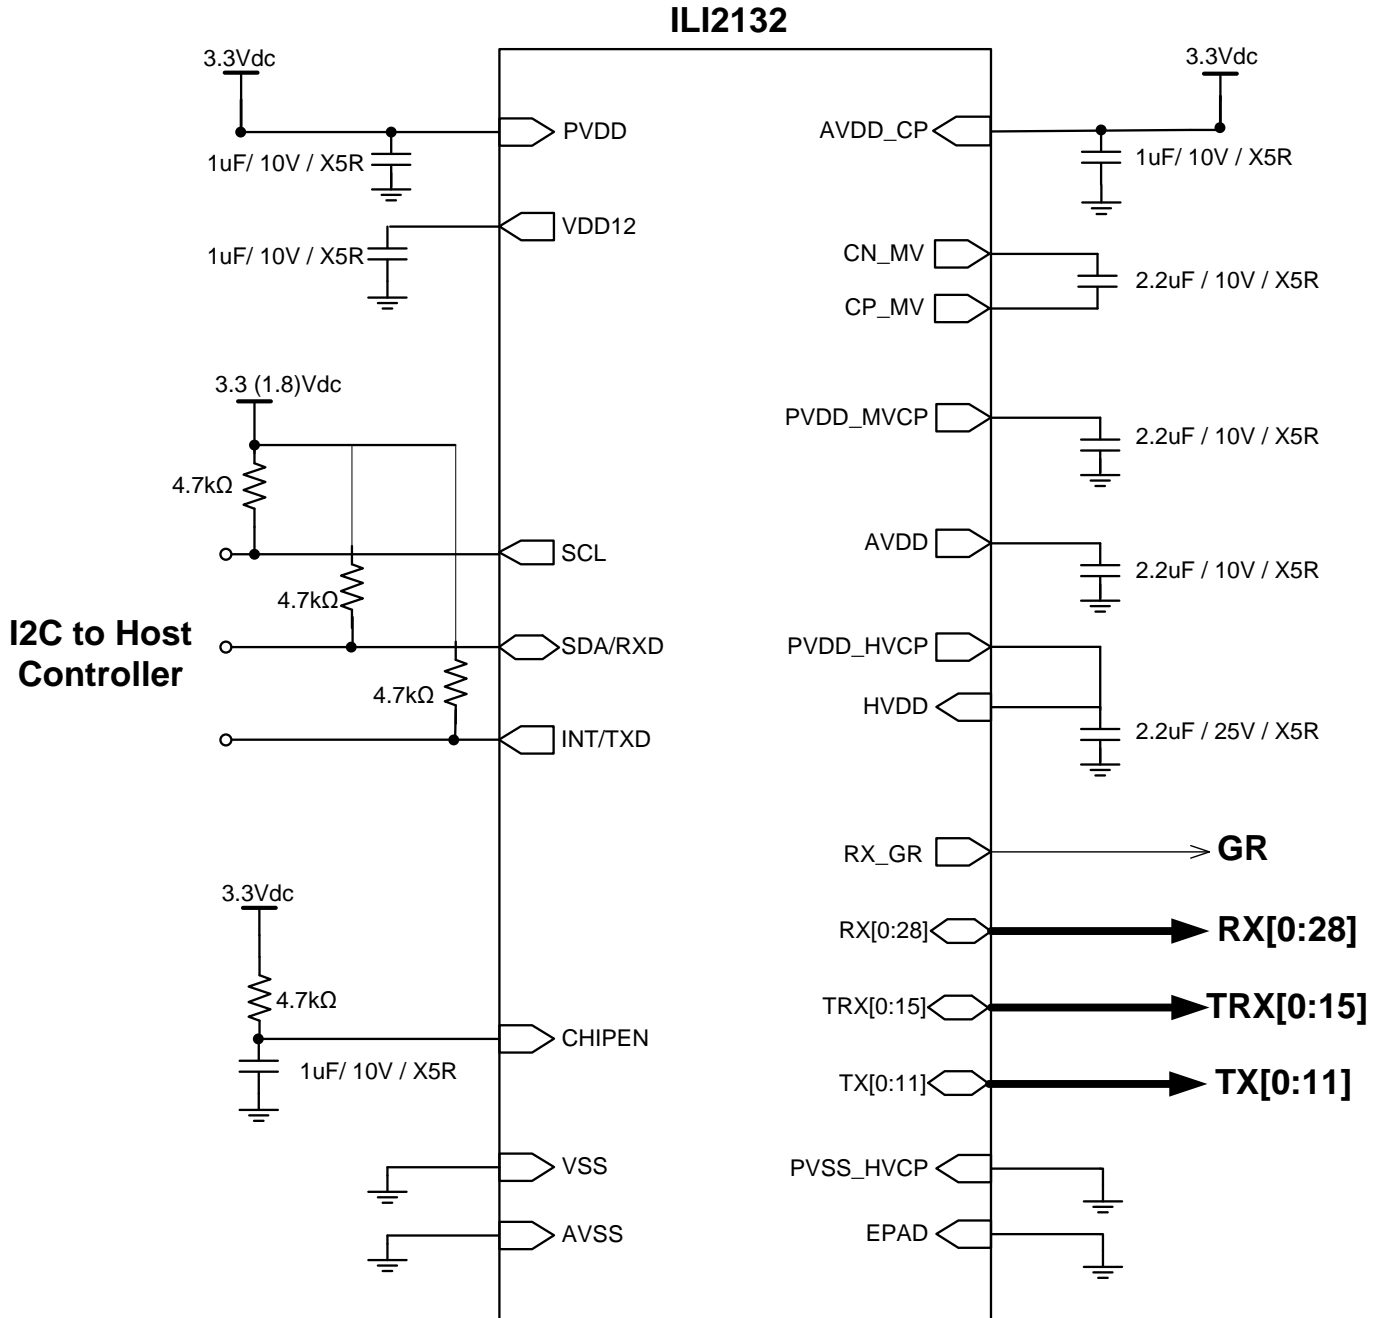 ILI2132
3.3Vdc
PVDD
1uF/ 10V / X5R
VDD12
1uF/ 10V / X5R
3.3 (1.8)Vdc
4.7kΩ
SCL
4.7kΩ
I2C to Host
Controller
SDA/RXD
4.7kΩ
INT/TXD
3.3Vdc
4.7kΩ
CHIPEN
1uF/ 10V / X5R
VSS
AVSS
3.3Vdc
AVDD_CP
1uF/ 10V / X5R
CN_MV
2.2uF / 10V / X5R
CP_MV
PVDD_MVCP
2.2uF / 10V / X5R
AVDD
2.2uF / 10V / X5R
PVDD_HVCP
HVDD
2.2uF / 25V / X5R
RX_GR
GR
RX[0:28]
RX[0:28]
TRX[0:15]
TRX[0:15]
TX[0:11]
TX[0:11]
PVSS_HVCP
EPAD